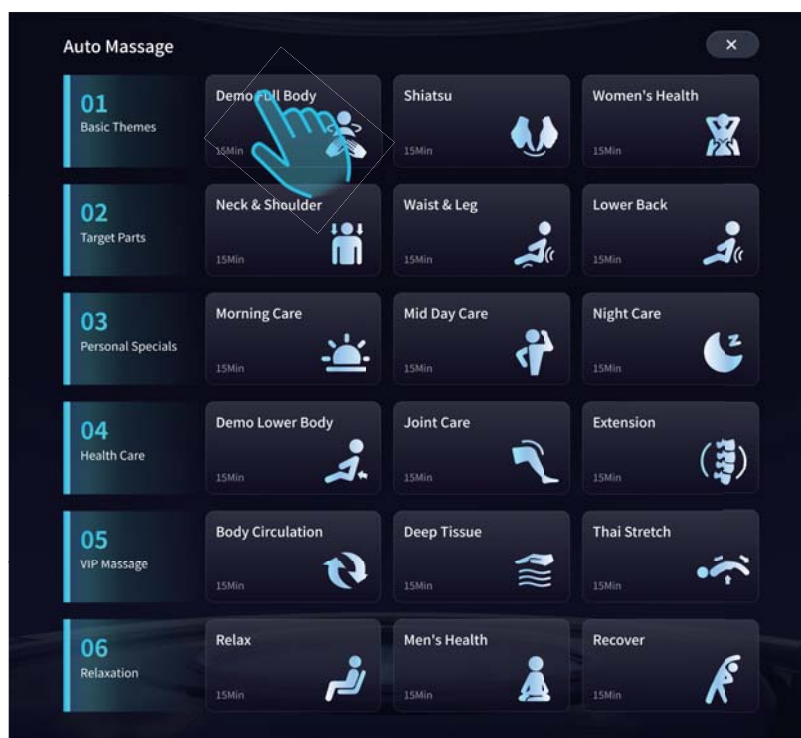 Auto Massage
01
Basic Themes
Demo Full Body
15Min
Shiatsu
15Min
Women's Health
15Min
02
Target Parts
Neck & Shoulder
15Min
Waist & Leg
15Min
Lower Back
15Min
03
Personal Specials
Morning Care
15Min
Mid Day Care
15Min
Night Care
15Min
04
Health Care
Demo Lower Body
15Min
Joint Care
15Min
Extension
15Min
05
VIP Massage
Body Circulation
15Min
Deep Tissue
15Min
Thai Stretch
15Min
06
Relaxation
Relax
15Min
Men's Health
15Min
Recover
15Min